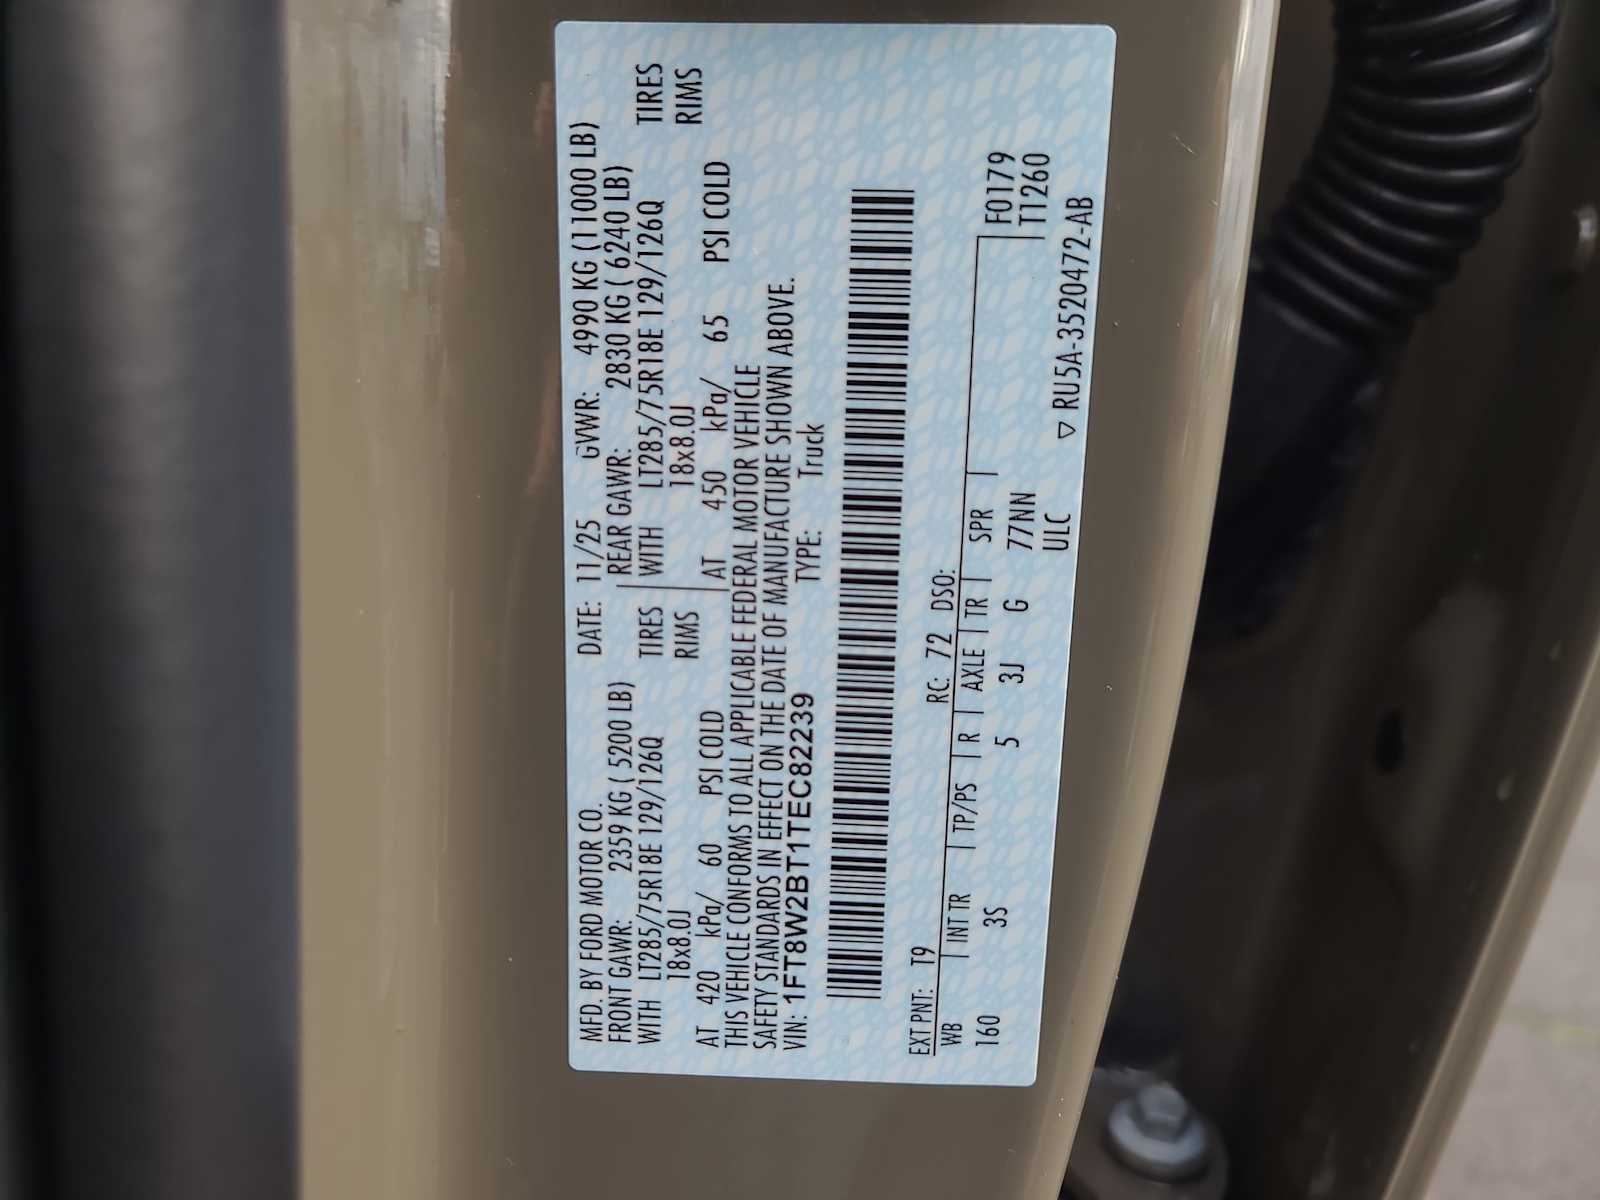 MFD. BY FORD MOTOR CO. DATE: 11/25 GVWR: 4990 KG (11000 LB)
FRONT GAWR: 2359 KG ( 5200 LB) REAR GAWR: 2830 KG ( 6240 LB)
WITH LT285/75R18E 129/126Q TIRES WITH LT285/75R18E 129/126Q TIRES
18x8.0J RIMS 18x8.0J RIMS
AT 420 kPa/ 60 PSI COLD AT 450 kPa/ 65 PSI COLD
THIS VEHICLE CONFORMS TO ALL APPLICABLE FEDERAL MOTOR VEHICLE
SAFETY STANDARDS IN EFFECT ON THE DATE OF MANUFACTURE SHOWN ABOVE.
VIN: 1FT8W2BT1TEC82239 TYPE: Truck
EXT PNT: T9 RC: 72 DSO:
WB INT TR TP/PS R AXLE TR SPR F0179
160 3S 5 3J G 77NN T1260
ULC ▽ RU5A-3520472-AB